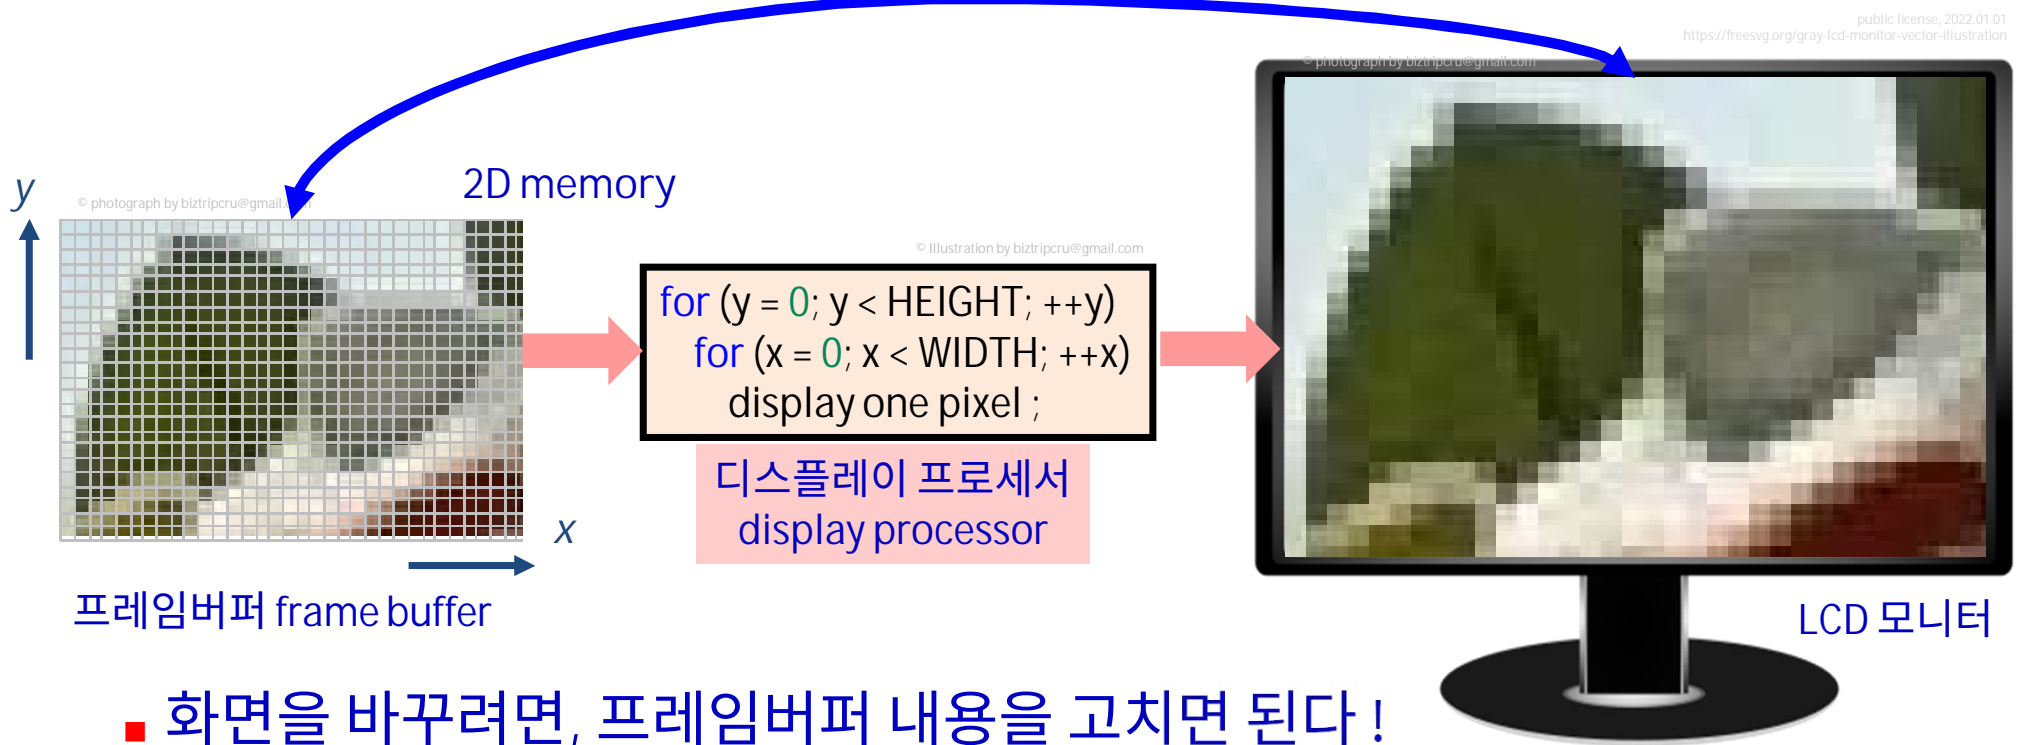 public license, 2022.01.01
https://freesvg.org/gray-lcd-monitor-vector-illustration
© photograph by biztripcru@gmail.com
y
2D memory
© photograph by biztripcru@gmail.com
© Illustration by biztripcru@gmail.com
for (y = 0; y < HEIGHT; ++y)
for (x = 0; x < WIDTH; ++x)
display one pixel ;
디스플레이 프로세서
display processor
x
프레임버퍼 frame buffer
LCD 모니터
▪ 화면을 바꾸려면, 프레임버퍼 내용을 고치면 된다 !